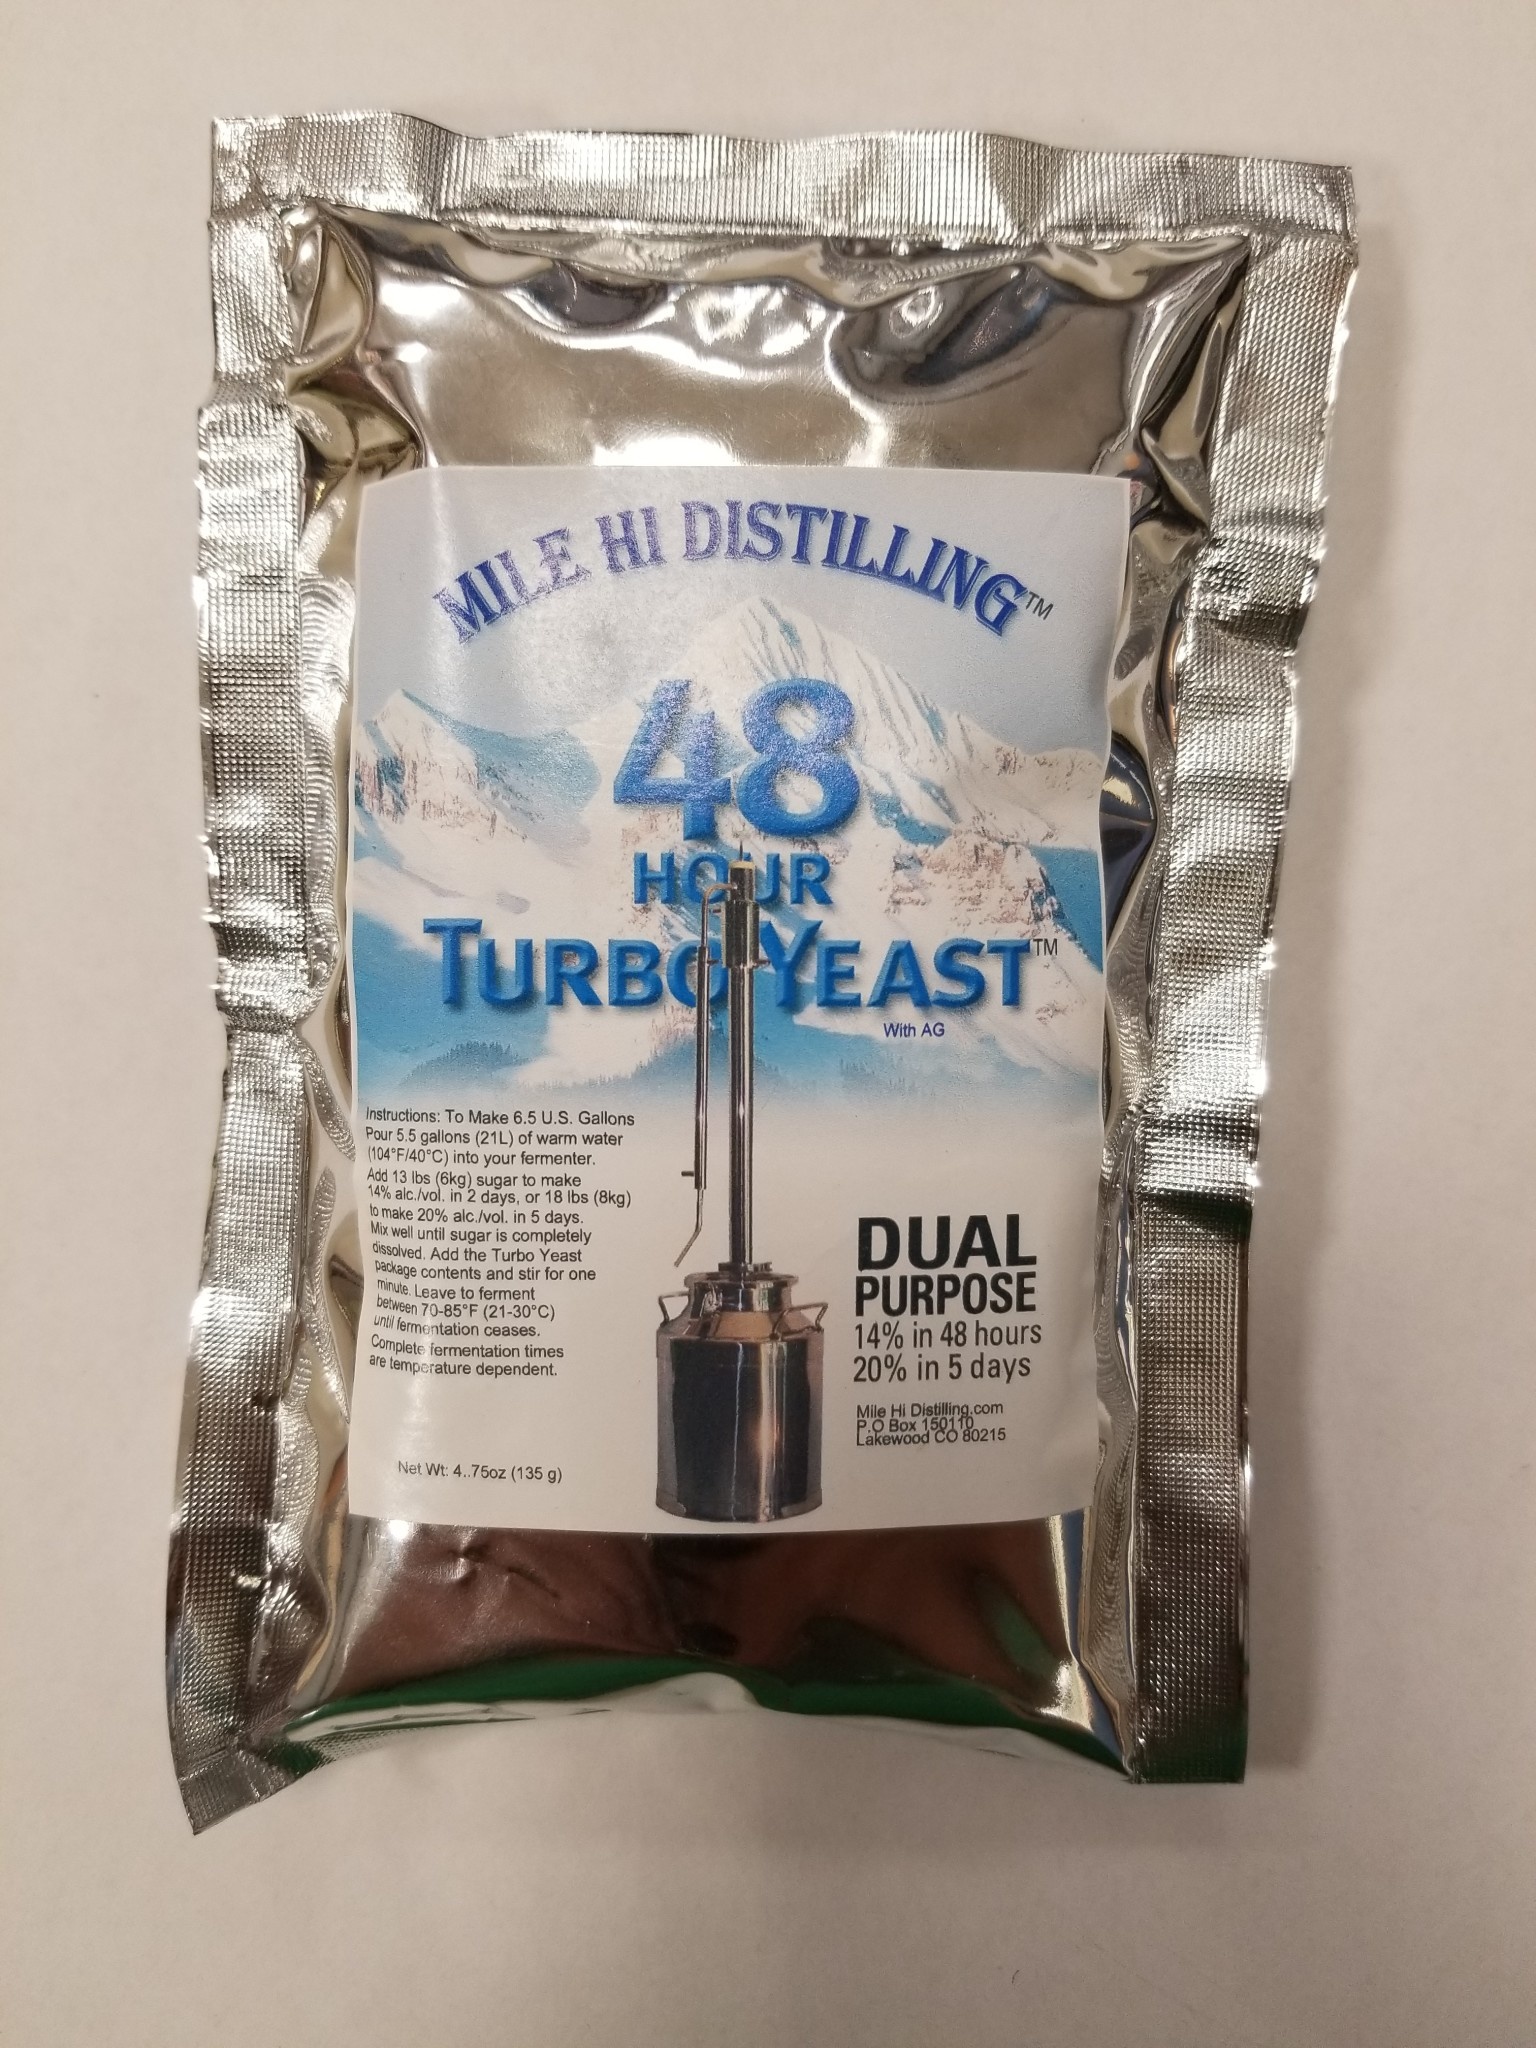 MILE HI DISTILLING™
48
HOUR
TURBO YEAST™
With AG
Instructions: To Make 6.5 U.S. Gallons
Pour 5.5 gallons (21L) of warm water
(104°F/40°C) into your fermenter.
Add 13 lbs (6kg) sugar to make
14% alc./vol. in 2 days, or 18 lbs (8kg)
to make 20% alc./vol. in 5 days.
Mix well until sugar is completely
dissolved. Add the Turbo Yeast
package contents and stir for one
minute. Leave to ferment
between 70-85°F (21-30°C)
until fermentation ceases.
Complete fermentation times
are temperature dependent.
Net Wt: 4..75oz (135 g)
DUAL
PURPOSE
14% in 48 hours
20% in 5 days
Mile Hi Distilling.com
P.O Box 150110
Lakewood CO 80215